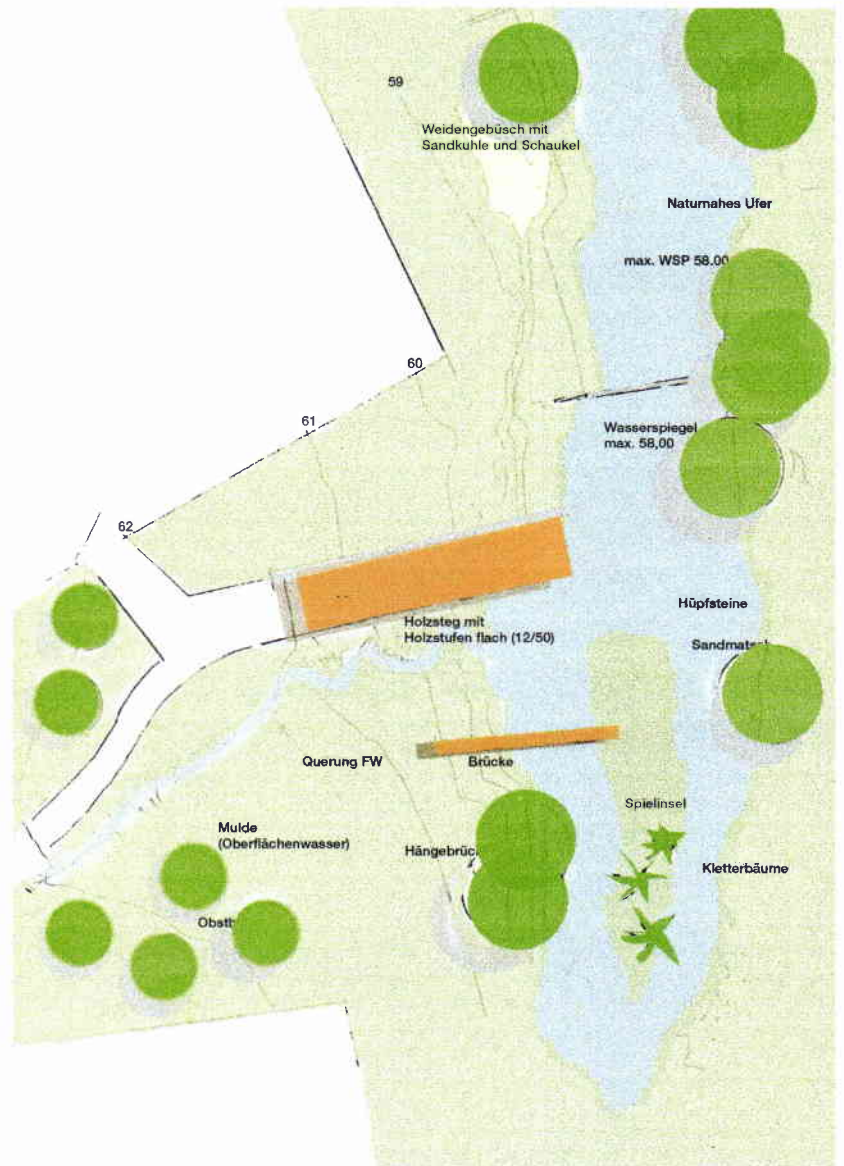 59
Weidengebüsch mit
Sandkuhle und Schaukel
Naturnahes Ufer
max. WSP 58.00
60
61
Wasserspiegel
max. 58,00
62
Hüpfsteine
Holzsteg mit
Holzstufen flach (12/50)
Querung FW
Brücke
Spielinsel
Mulde
(Oberflächenwasser)
Kletterbäume